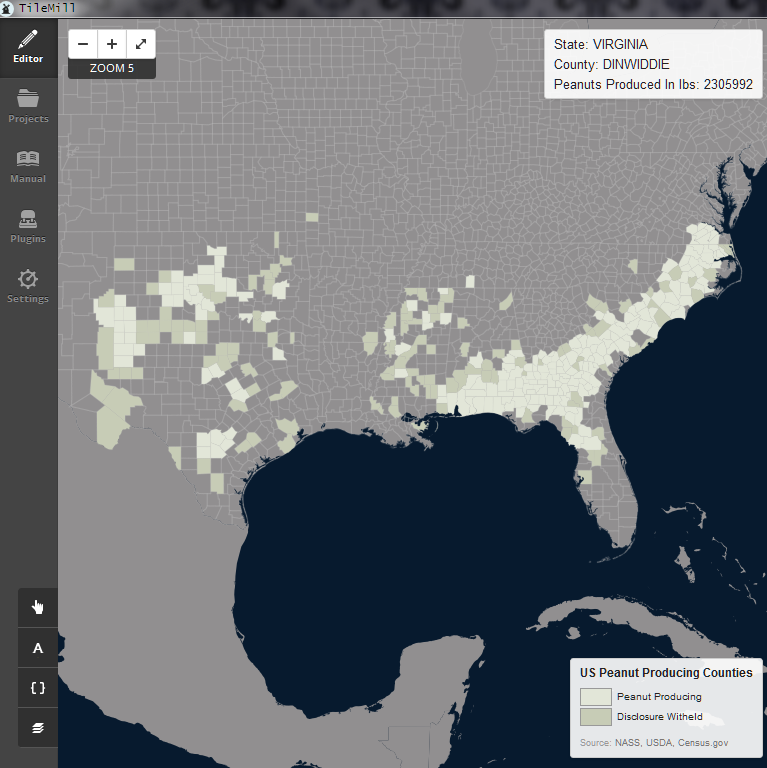 TileMill
Editor
Projects
Manual
Plugins
Settings
ZOOM 5
State: VIRGINIA
County: DINWIDDIE
Peanuts Produced In lbs: 2305992
A
{ }
US Peanut Producing Counties
Peanut Producing
Disclosure Witheld
Source: NASS, USDA, Census.gov